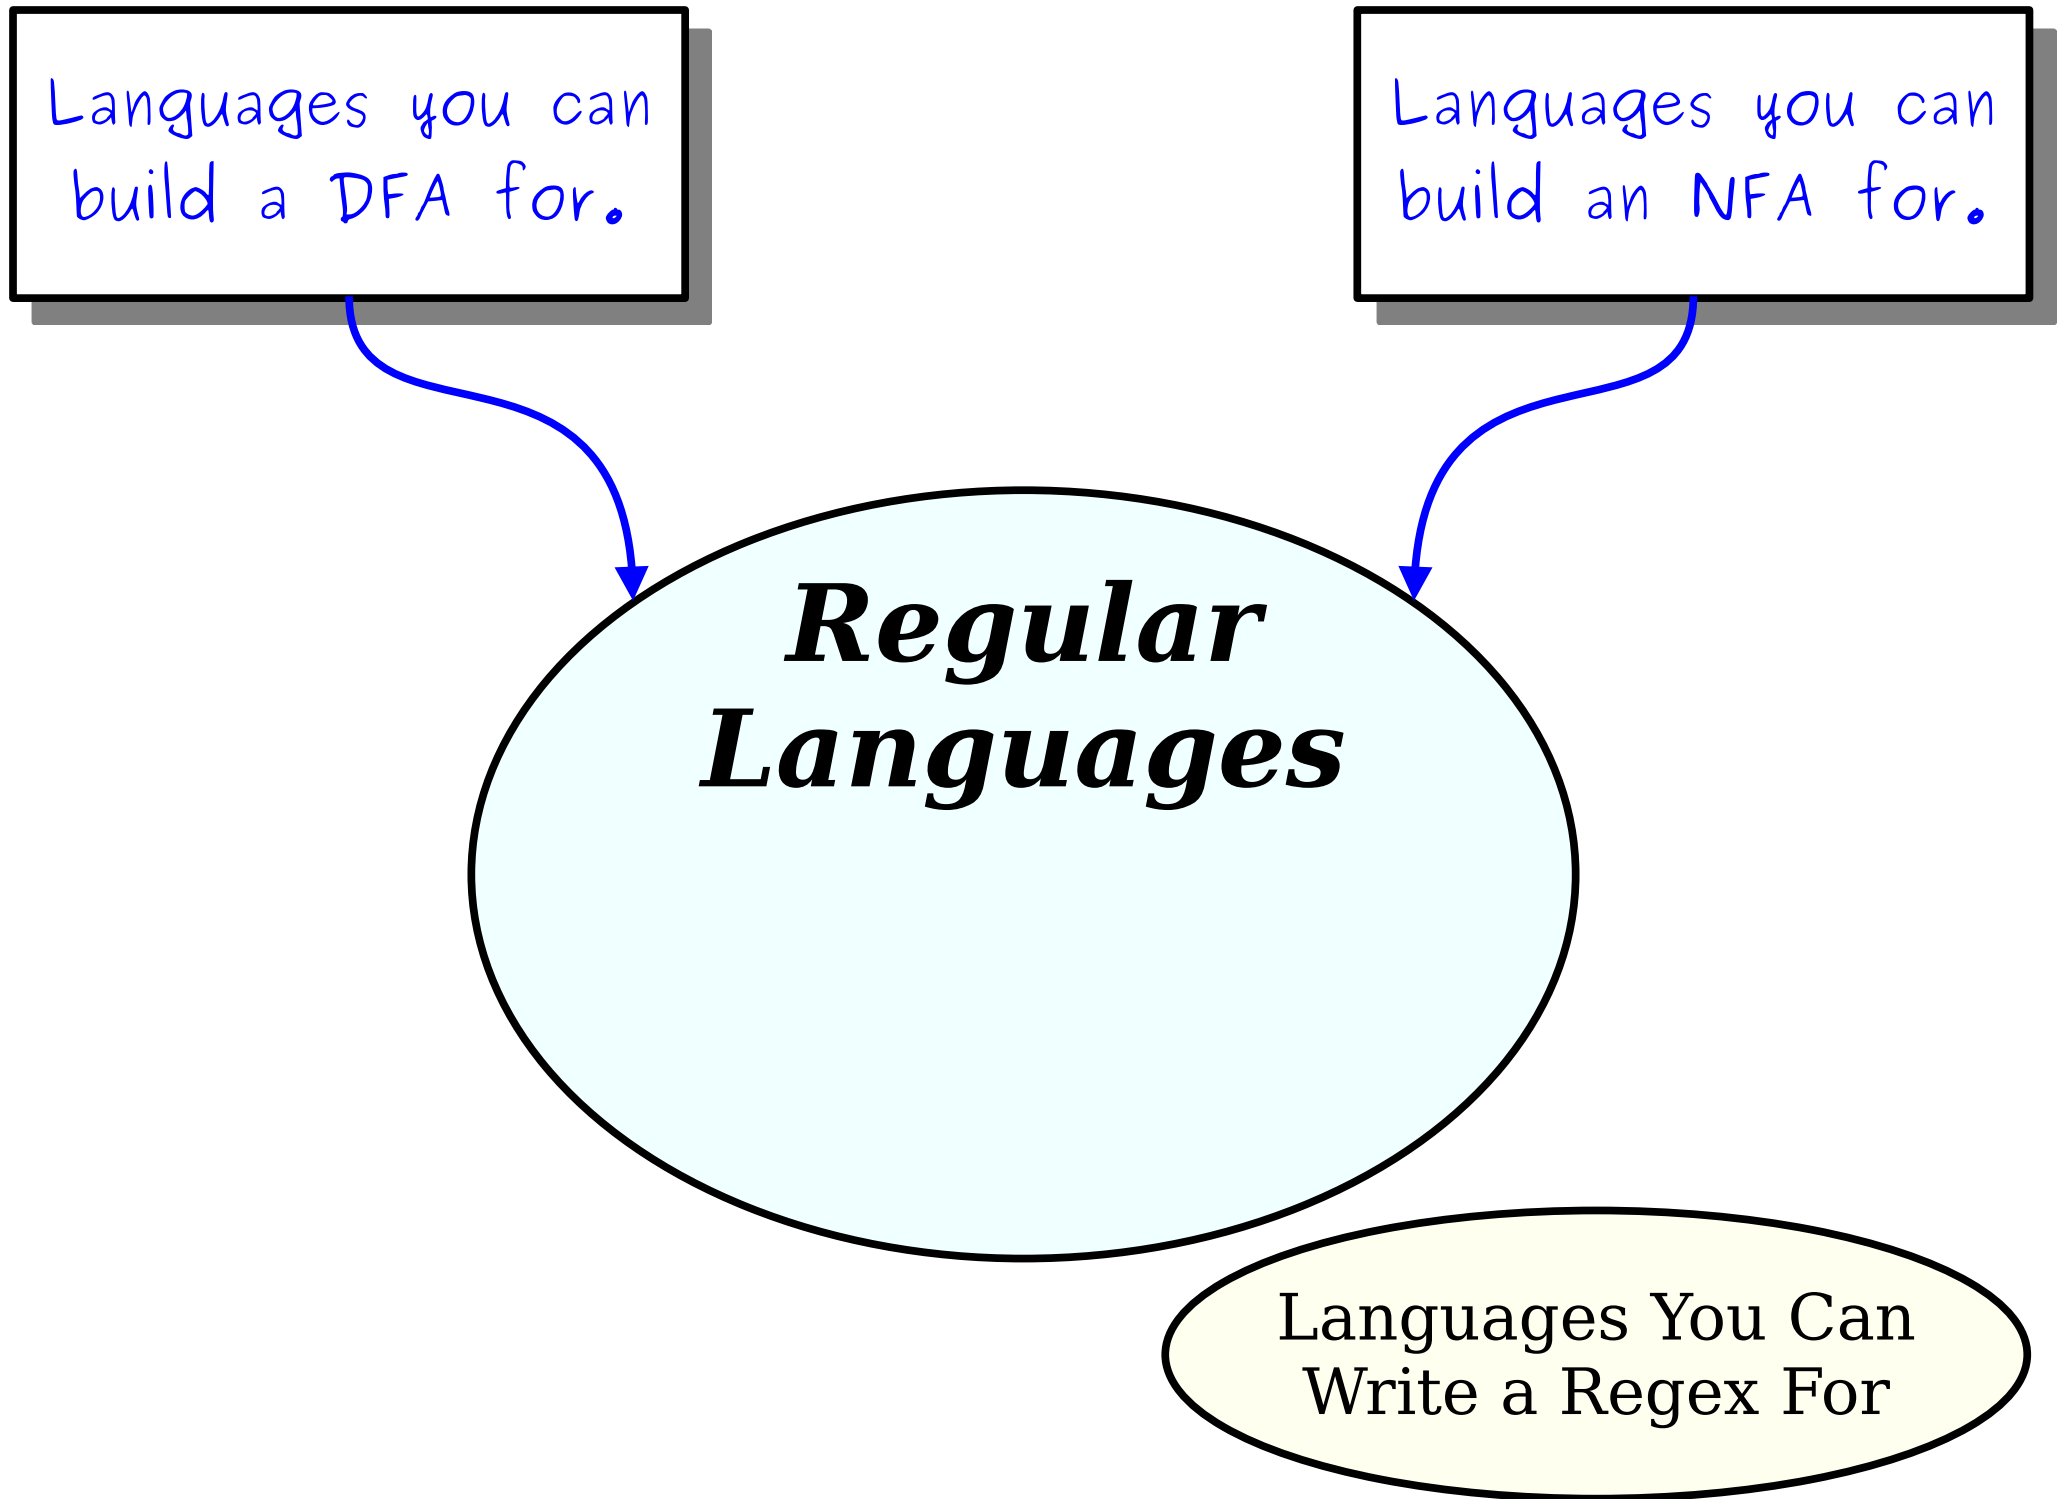 Languages you can
build a DFA for.
Languages you can
build an NFA for.
Regular
Languages
Languages You Can
Write a Regex For